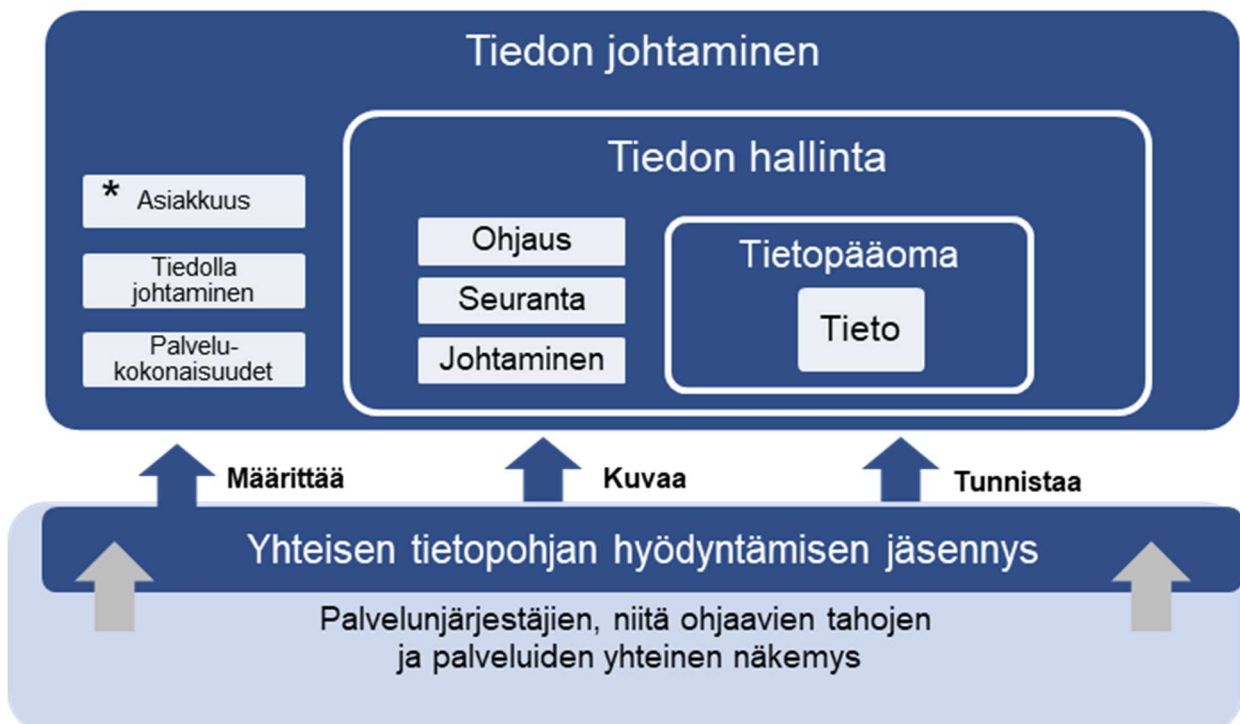 Tiedon johtaminen
Tiedon hallinta
* Asiakkuus
Tiedolla
johtaminen
Palvelu-
kokonaisuudet
Ohjaus
Seuranta
Johtaminen
Tietopääoma
Tieto
Määrittää
Kuvaa
Tunnistaa
Yhteisen tietopohjan hyödyntämisen jäsennys
Palvelunjärjestäjien, niitä ohjaavien tahojen
ja palveluiden yhteinen näkemys